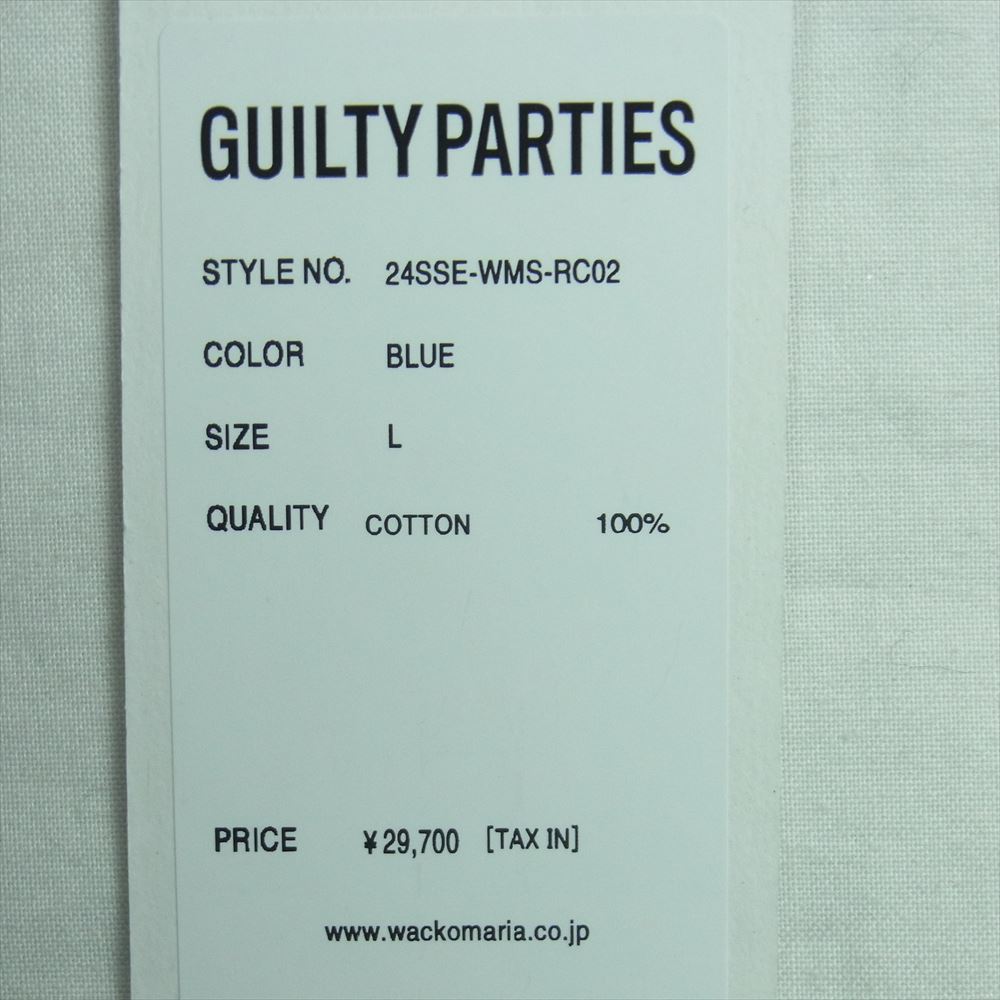 GUILTY PARTIES
STYLE NO. 24SSE-WMS-RC02
COLOR BLUE
SIZE L
QUALITY COTTON 100%
PRICE ¥29,700 [TAX IN]
www.wackomaria.co.jp